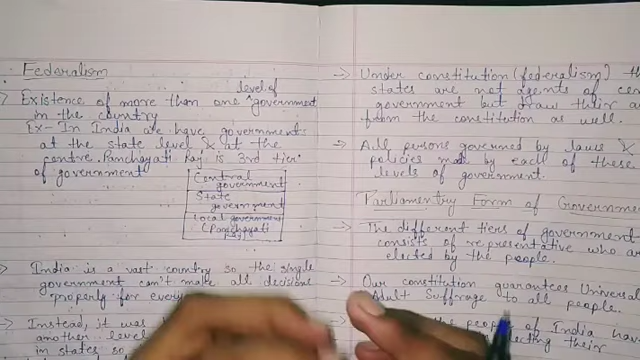 Federalism
level of
→ Existence of more than one ^ government
in the country
Ex- In India we have governments
at the state level & at the
centre. Panchayati Raj is 3rd tier
of government
Central
government
State
government
Local government
(Panchayati
Raj)
→ India is a vast country so the single
government can't make all decisions
properly for every
→ Instead, it was
another level
in states so
→ Under constitution (federalism) th
states are not agents of cen
government but draw their a
from the constitution as well.
→ All persons governed by laws &
policies made by each of these
levels of government.
Parliamentry Form of Governme
→ The different tiers of government
consists of representative who are
elected by the people.
→ Our constitution guarantees Universal
Adult Suffrage to all people.
the people of India hav
electing their